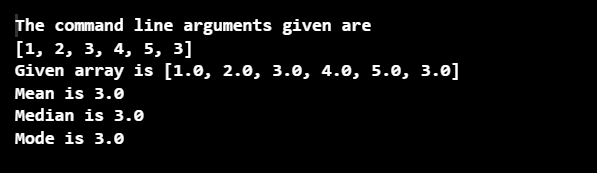 The command line arguments given are
[1, 2, 3, 4, 5, 3]
Given array is [1.0, 2.0, 3.0, 4.0, 5.0, 3.0]
Mean is 3.0
Median is 3.0
Mode is 3.0